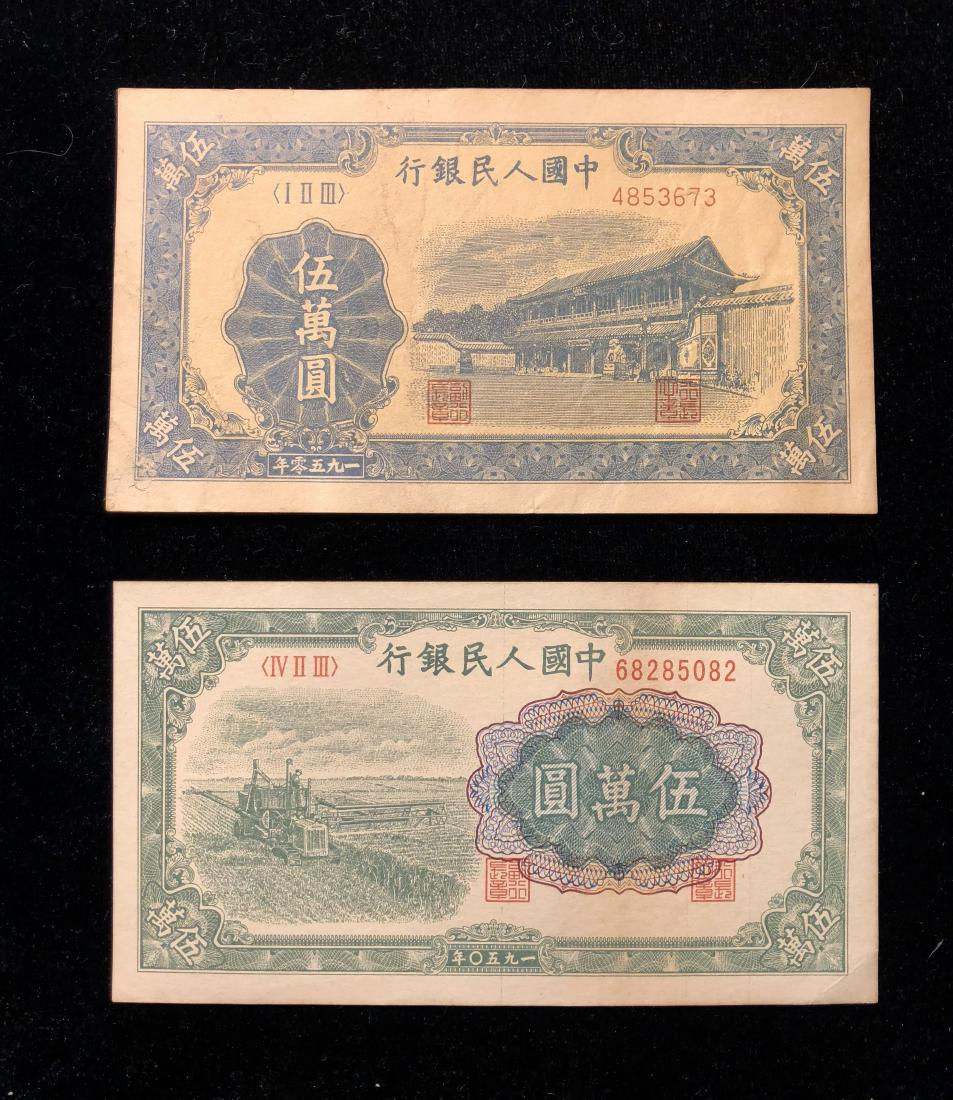 伍萬
萬伍
中國人民銀行
〈I II III〉
4853673
伍萬圓
萬伍
伍萬
一九五零年
伍萬
伍萬
中國人民銀行
〈IV II III〉
68285082
伍萬圓
伍萬
伍萬
一九五〇年